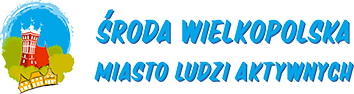 ŚRODA WIELKOPOLSKA
MIASTO LUDZI AKTYWNYCH